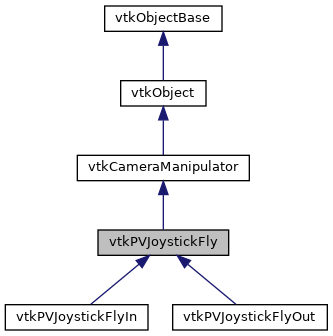 vtkObjectBase
vtkObject
vtkCameraManipulator
vtkPVJoystickFly
vtkPVJoystickFlyIn
vtkPVJoystickFlyOut